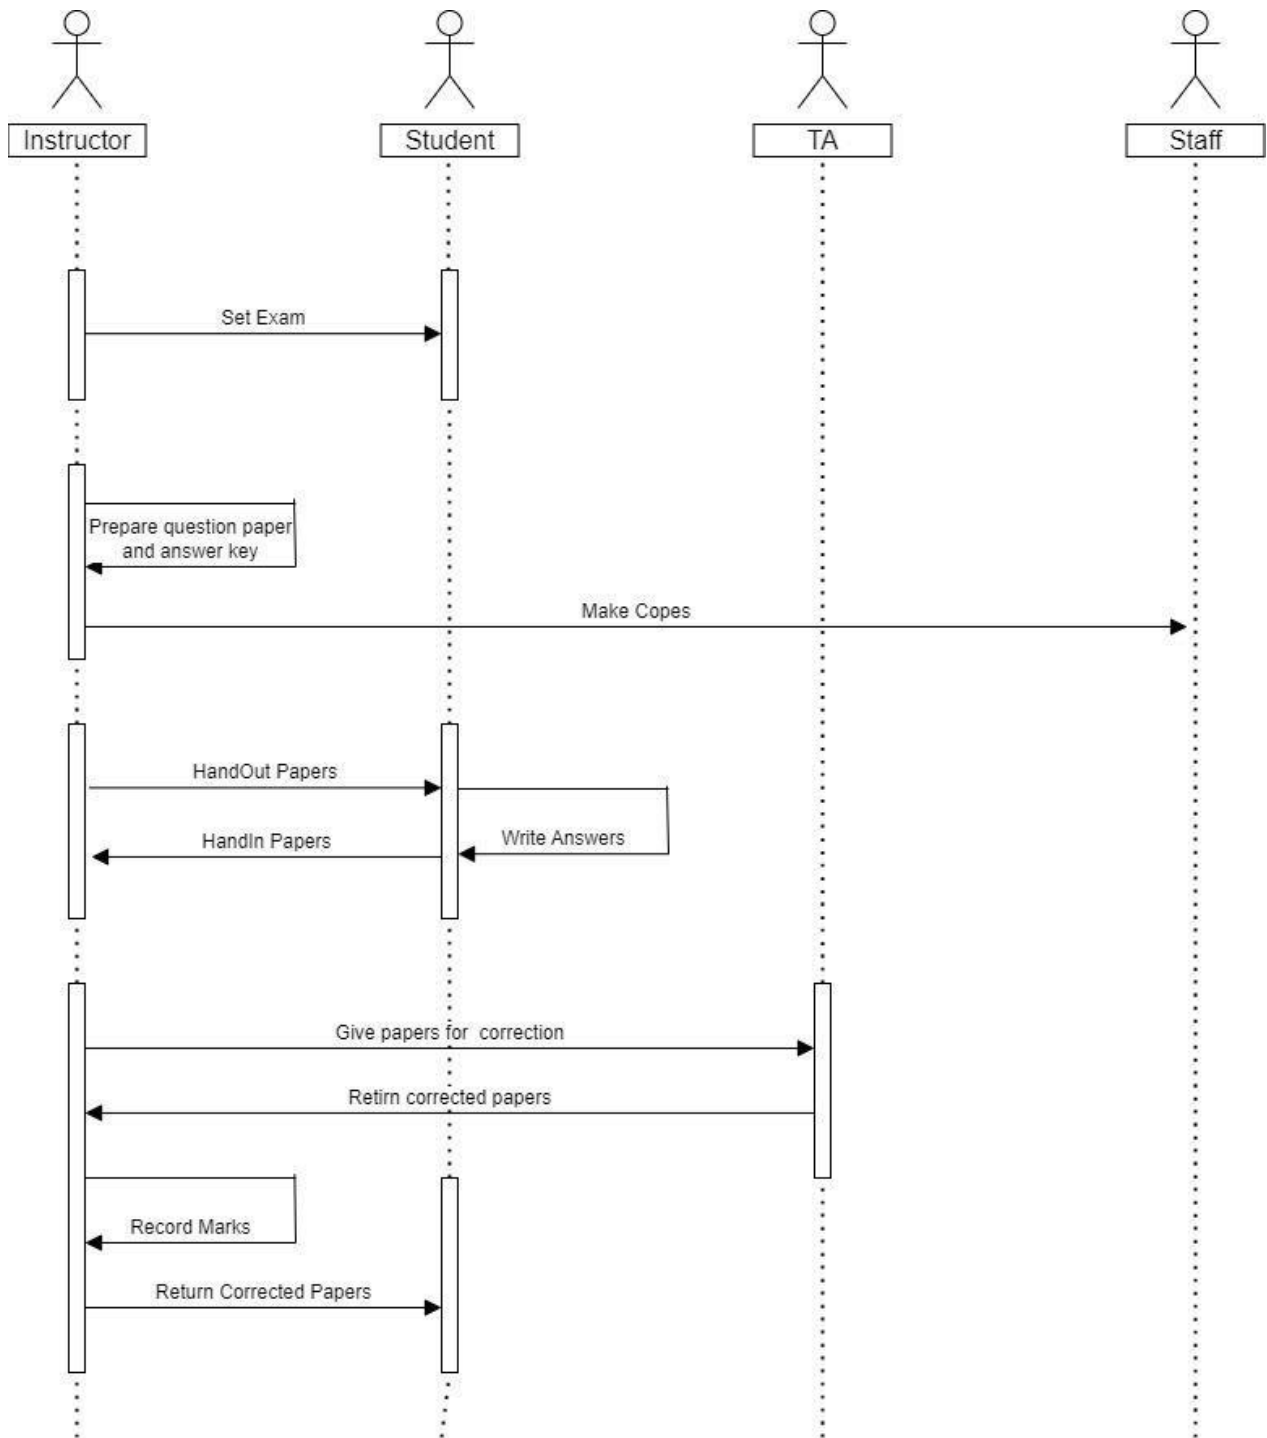 Instructor
Student
TA
Staff
Set Exam
Prepare question paper
and answer key
Make Copes
HandOut Papers
Write Answers
HandIn Papers
Give papers for correction
Retirn corrected papers
Record Marks
Return Corrected Papers